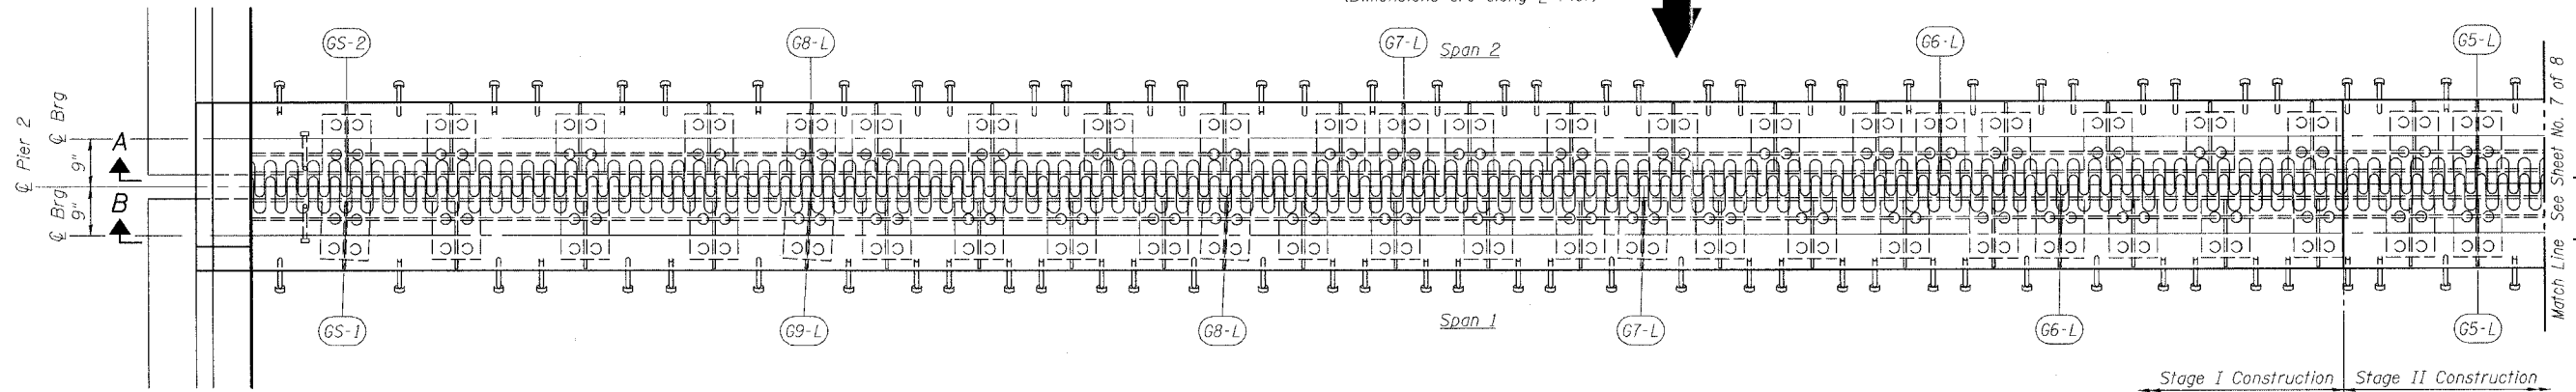 GS-2
G8-L
G7-L
Span 2
G6-L
G5-L
℄ Pier 2
℄ Brg
9"
A
℄ Brg
9"
B
Match Line See Sheet No. 7 of 8
GS-1
G9-L
G8-L
Span 1
G7-L
G6-L
G5-L
Stage I Construction
Stage II Construction